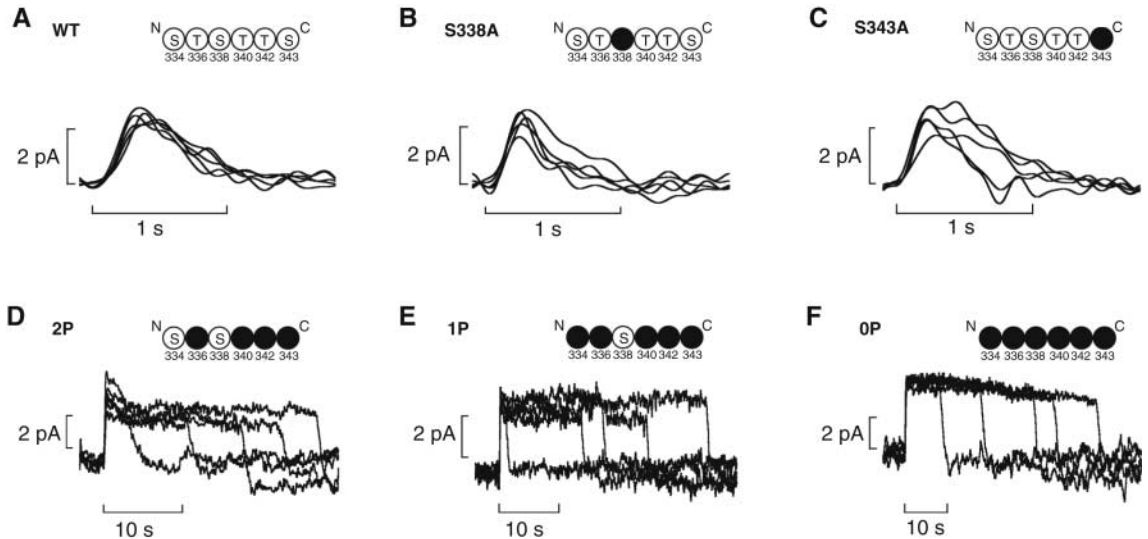 A WT N S T S T T S C
334 336 338 340 342 343
2 pA
1 s
B S338A N S T T T S C
334 336 338 340 342 343
2 pA
1 s
C S343A N S T S T T C
334 336 338 340 342 343
2 pA
1 s
D 2P N S S C
334 336 338 340 342 343
2 pA
10 s
E 1P N S C
334 336 338 340 342 343
2 pA
10 s
F 0P N C
334 336 338 340 342 343
2 pA
10 s